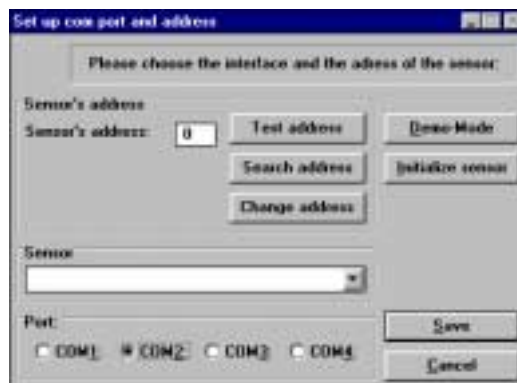 Set up com port and address
Please choose the interface and the adress of the sensor:
Sensor's address
Sensor's address: 0
Test address
Demo-Mode
Search address
Initialize sensor
Change address
Sensor
Port:
COM1 COM2 COM3 COM4
Save
Cancel